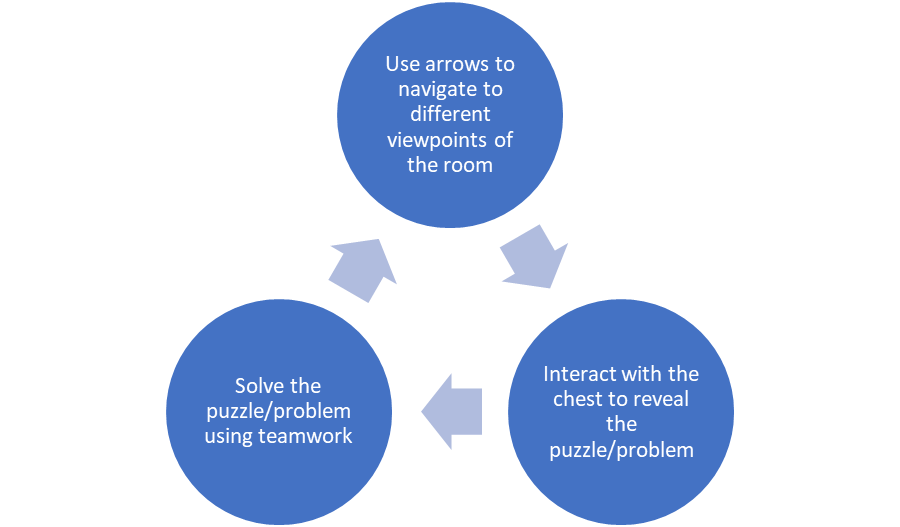 Use arrows to
navigate to
different
viewpoints of
the room
Interact with the
chest to reveal
the
puzzle/problem
Solve the
puzzle/problem
using teamwork